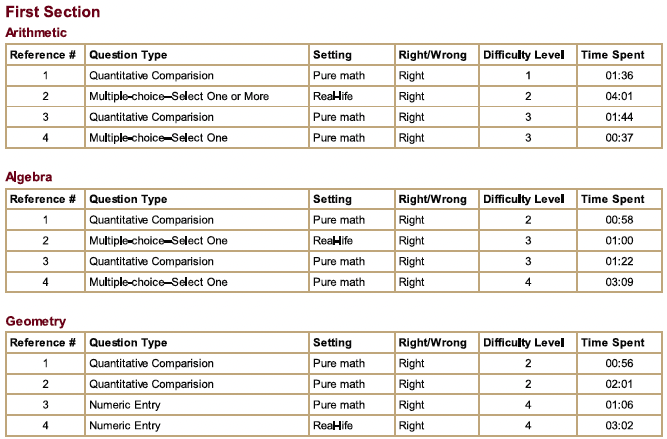 First Section
Arithmetic
Reference # Question Type Setting Right/Wrong Difficulty Level Time Spent
1 Quantitative Comparision Pure math Right 1 01:36
2 Multiple-choice—Select One or More Real-life Right 2 04:01
3 Quantitative Comparision Pure math Right 3 01:44
4 Multiple-choice—Select One Pure math Right 3 00:37
Algebra
Reference # Question Type Setting Right/Wrong Difficulty Level Time Spent
1 Quantitative Comparision Pure math Right 2 00:58
2 Multiple-choice—Select One Real-life Right 3 01:00
3 Quantitative Comparision Pure math Right 3 01:22
4 Multiple-choice—Select One Pure math Right 4 03:09
Geometry
Reference # Question Type Setting Right/Wrong Difficulty Level Time Spent
1 Quantitative Comparision Pure math Right 2 00:56
2 Quantitative Comparision Pure math Right 2 02:01
3 Numeric Entry Pure math Right 4 01:06
4 Numeric Entry Real-life Right 4 03:02